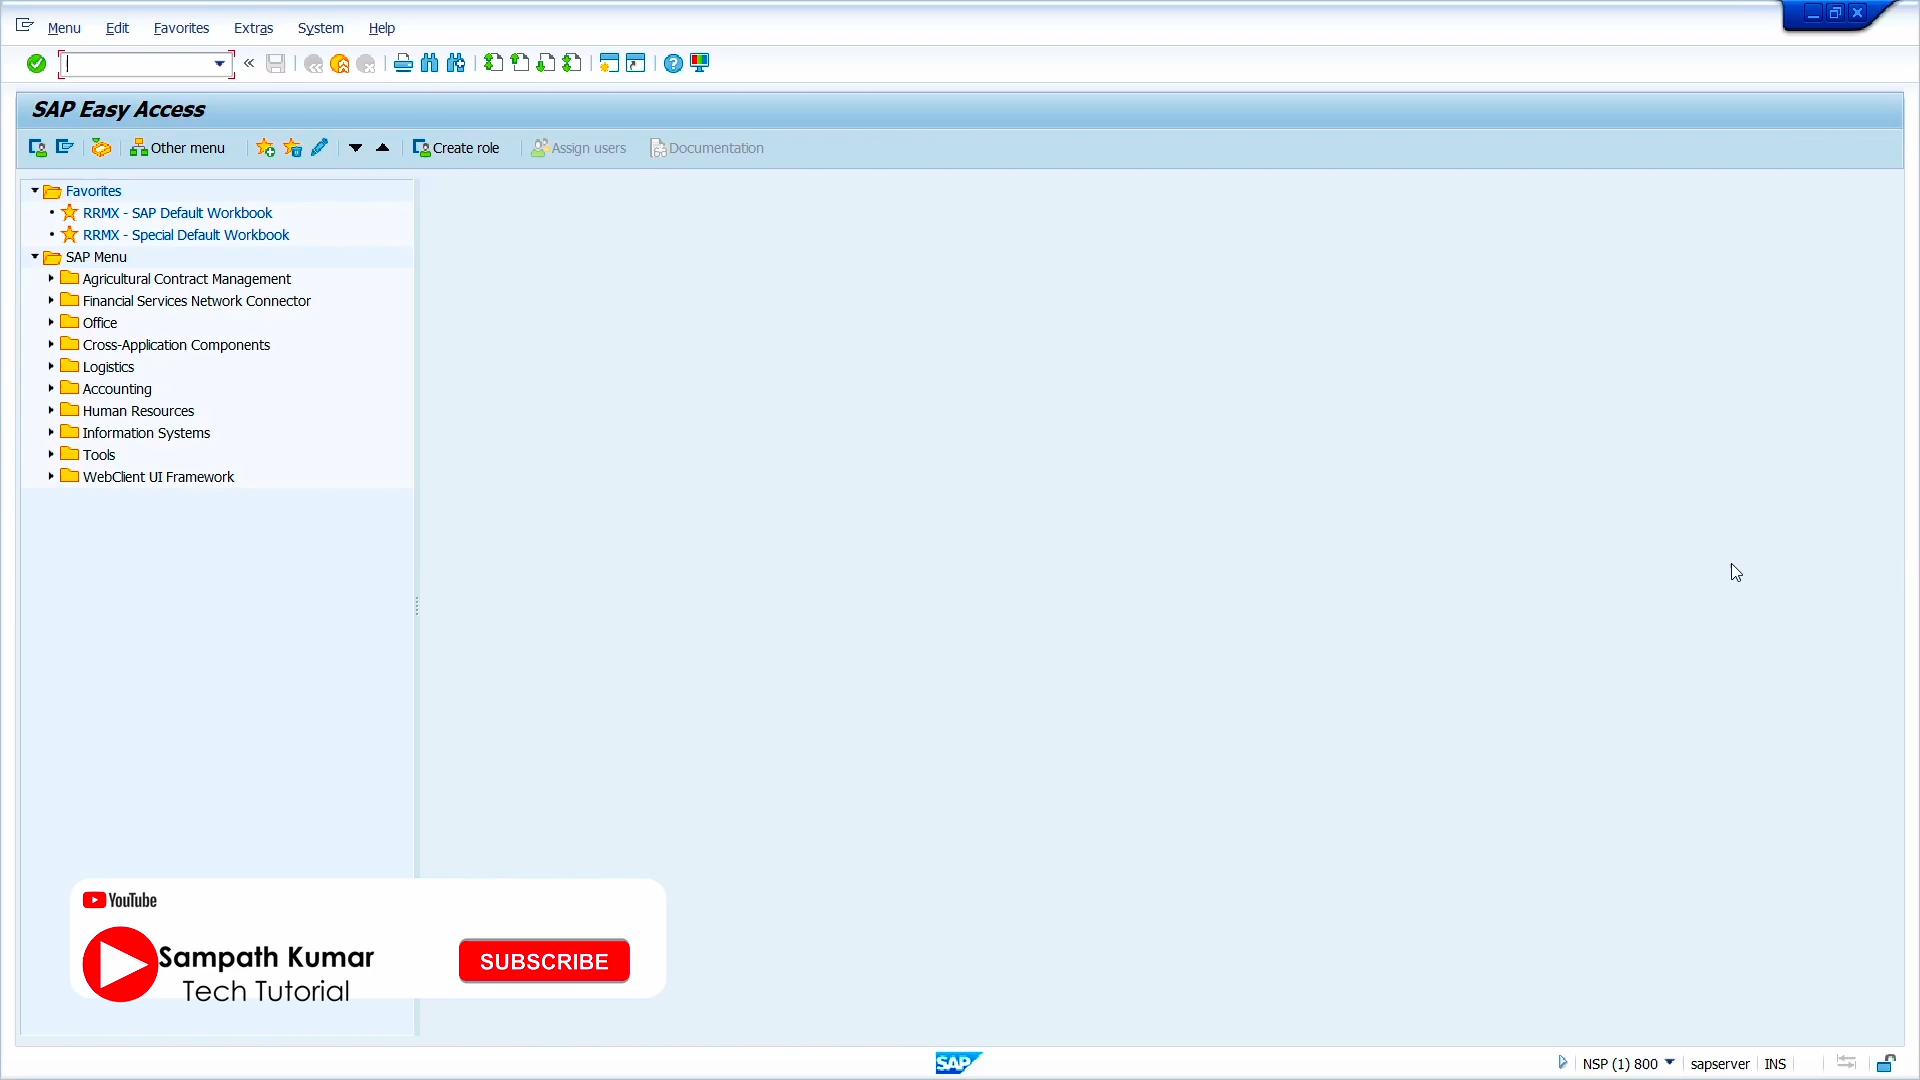 Menu Edit Favorites Extras System Help
SAP Easy Access
Other menu Create role Assign users Documentation
Favorites
RRMX - SAP Default Workbook
RRMX - Special Default Workbook
SAP Menu
Agricultural Contract Management
Financial Services Network Connector
Office
Cross-Application Components
Logistics
Accounting
Human Resources
Information Systems
Tools
WebClient UI Framework
YouTube
Sampath Kumar
Tech Tutorial
SUBSCRIBE
SAP
NSP (1) 800 sapserver INS